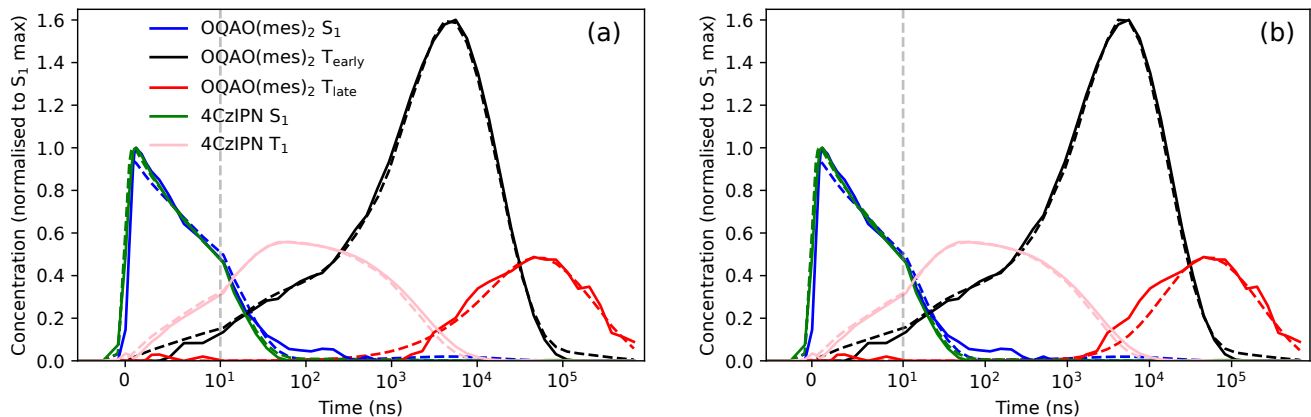 Concentration (normalised to S₁ max)
1.6
1.4
1.2
1.0
0.8
0.6
0.4
0.2
0.0
OQAO(mes)₂ S₁
OQAO(mes)₂ T_early
OQAO(mes)₂ T_late
4CzIPN S₁
4CzIPN T₁
(a)
0
10¹
10²
10³
10⁴
10⁵
Time (ns)
Concentration (normalised to S₁ max)
1.6
1.4
1.2
1.0
0.8
0.6
0.4
0.2
0.0
(b)
0
10¹
10²
10³
10⁴
10⁵
Time (ns)